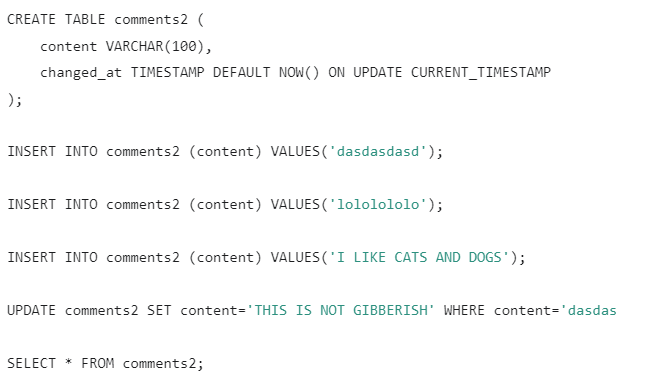 CREATE TABLE comments2 (
    content VARCHAR(100),
    changed_at TIMESTAMP DEFAULT NOW() ON UPDATE CURRENT_TIMESTAMP
);
INSERT INTO comments2 (content) VALUES('dasdasdasd');
INSERT INTO comments2 (content) VALUES('lololololo');
INSERT INTO comments2 (content) VALUES('I LIKE CATS AND DOGS');
UPDATE comments2 SET content='THIS IS NOT GIBBERISH' WHERE content='dasdas
SELECT * FROM comments2;